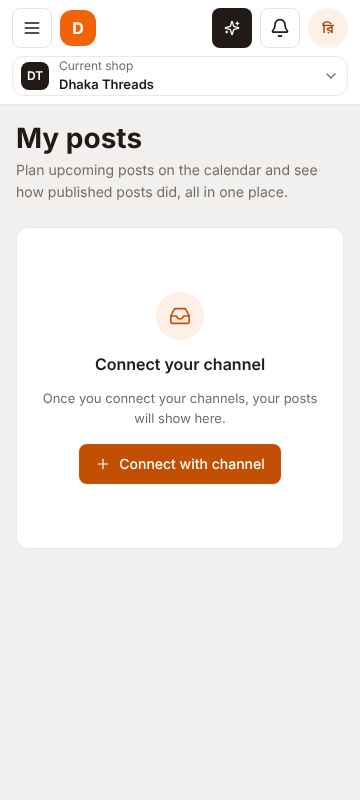 D
রি
DT
Current shop
Dhaka Threads
My posts
Plan upcoming posts on the calendar and see
how published posts did, all in one place.
Connect your channel
Once you connect your channels, your posts
will show here.
Connect with channel